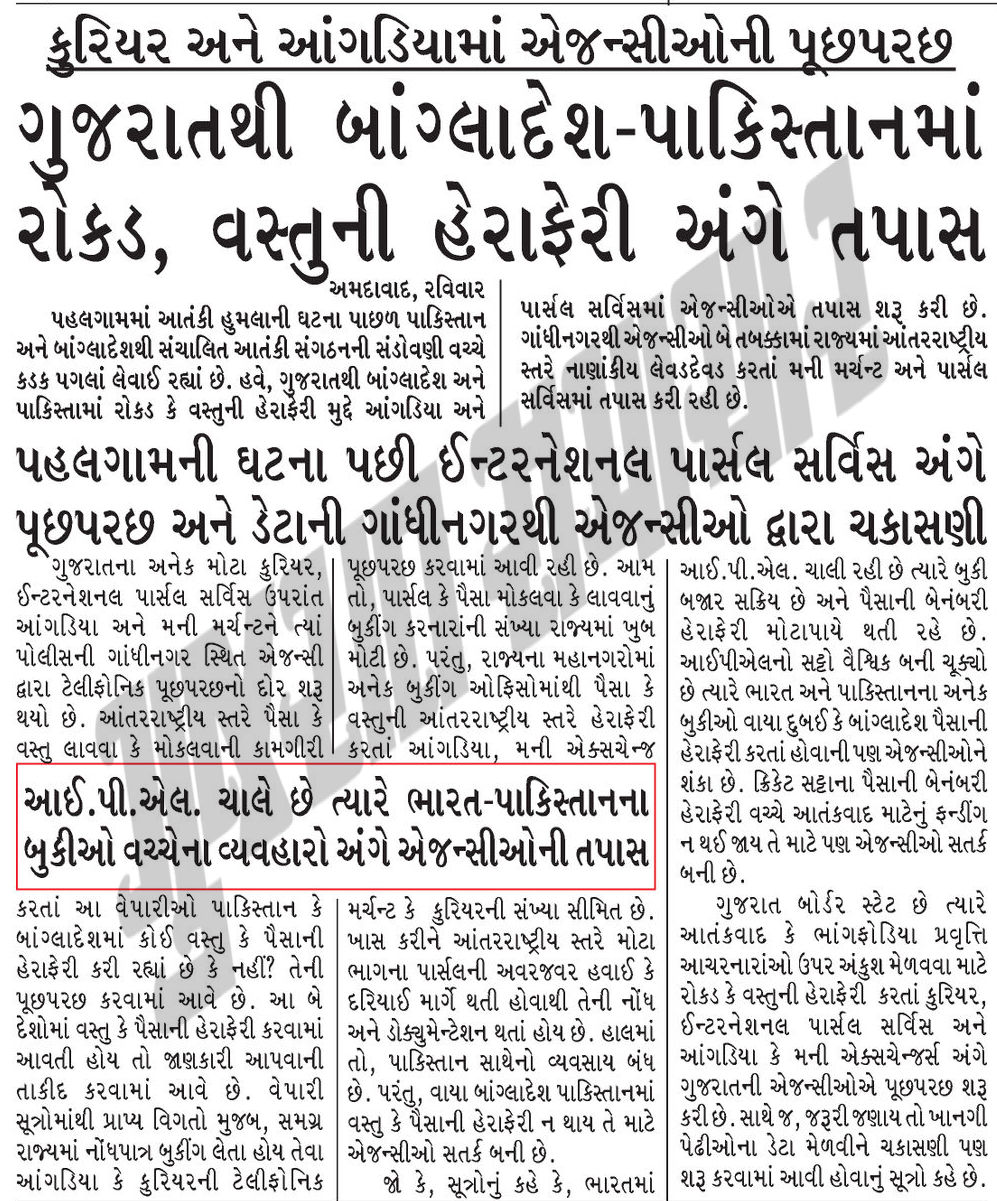 કુરિયર અને આંગડિયામાં એજન્સીઓની પૂછપરછ
ગુજરાતથી બાંગ્લાદેશ-પાકિસ્તાનમાં
રોકડ, વસ્તુની હેરાફેરી અંગે તપાસ
અમદાવાદ, રવિવાર
પહલગામમાં આતંકી હુમલાની ઘટના પાછળ પાકિસ્તાન
અને બાંગ્લાદેશથી સંચાલિત આતંકી સંગઠનની સંડોવણી વચ્ચે
કડક પગલાં લેવાઈ રહ્યાં છે. હવે, ગુજરાતથી બાંગ્લાદેશ અને
પાકિસ્તામાં રોકડ કે વસ્તુની હેરાફેરી મુદ્દે આંગડિયા અને
પાર્સલ સર્વિસમાં એજન્સીઓએ તપાસ શરૂ કરી છે.
ગાંધીનગરથી એજન્સીઓ બે તબક્કામાં રાજ્યમાં આંતરરાષ્ટ્રીય
સ્તરે નાણાંકીય લેવડદેવડ કરતાં મની મર્ચન્ટ અને પાર્સલ
સર્વિસમાં તપાસ કરી રહી છે.
પહલગામની ઘટના પછી ઈન્ટરનેશનલ પાર્સલ સર્વિસ અંગે
પૂછપરછ અને ડેટાની ગાંધીનગરથી એજન્સીઓ દ્વારા ચકાસણી
ગુજરાતના અનેક મોટા કુરિયર,
ઈન્ટરનેશનલ પાર્સલ સર્વિસ ઉપરાંત
આંગડિયા અને મની મર્ચન્ટને ત્યાં
પોલીસની ગાંધીનગર સ્થિત એજન્સી
દ્વારા ટેલીફોનિક પૂછપરછનો દોર શરૂ
થયો છે. આંતરરાષ્ટ્રીય સ્તરે પૈસા કે
વસ્તુ લાવવા કે મોકલવાની કામગીરી
આઈ.પી.એલ. ચાલે છે ત્યારે ભારત-પાકિસ્તાનના
બુકીઓ વચ્ચેના વ્યવહારો અંગે એજન્સીઓની તપાસ
કરતાં આ વેપારીઓ પાકિસ્તાન કે
બાંગ્લાદેશમાં કોઈ વસ્તુ કે પૈસાની
હેરાફેરી કરી રહ્યાં છે કે નહીં? તેની
પૂછપરછ કરવામાં આવે છે. આ બે
દેશોમાં વસ્તુ કે પૈસાની હેરાફેરી કરવામાં
આવતી હોય તો જાણકારી આપવાની
તાકીદ કરવામાં આવે છે. વેપારી
સૂત્રોમાંથી પ્રાપ્ય વિગતો મુજબ, સમગ્ર
રાજ્યમાં નોંધપાત્ર બુકીંગ લેતા હોય તેવા
આંગડિયા કે કુરિયરની ટેલીફોનિક
પૂછપરછ કરવામાં આવી રહી છે. આમ
તો, પાર્સલ કે પૈસા મોકલવા કે લાવવાનું
બુકીંગ કરનારાંની સંખ્યા રાજ્યમાં ખુબ
મોટી છે. પરંતુ, રાજ્યના મહાનગરોમાં
અનેક બુકીંગ ઓફિસોમાંથી પૈસા કે
વસ્તુની આંતરરાષ્ટ્રીય સ્તરે હેરાફેરી
કરતાં આંગડિયા, મની એક્સચેન્જ
મર્ચન્ટ કે કુરિયરની સંખ્યા સીમિત છે.
ખાસ કરીને આંતરરાષ્ટ્રીય સ્તરે મોટા
ભાગના પાર્સલની અવરજવર હવાઈ કે
દરિયાઈ માર્ગે થતી હોવાથી તેની નોંધ
અને ડોક્યુમેન્ટેશન થતાં હોય છે. હાલમાં
તો, પાકિસ્તાન સાથેનો વ્યવસાય બંધ
છે. પરંતુ, વાયા બાંગ્લાદેશ પાકિસ્તાનમાં
વસ્તુ કે પૈસાની હેરાફેરી ન થાય તે માટે
એજન્સીઓ સતર્ક બની છે.
જો કે, સૂત્રોનું કહે કે, ભારતમાં
આઈ.પી.એલ. ચાલી રહી છે ત્યારે બુકી
બજાર સક્રિય છે અને પૈસાની બેનંબરી
હેરાફેરી મોટાપાયે થતી રહે છે.
આઈપીએલનો સટ્ટો વૈશ્વિક બની ચૂક્યો
છે ત્યારે ભારત અને પાકિસ્તાનના અનેક
બુકીઓ વાયા દુબઈ કે બાંગ્લાદેશ પૈસાની
હેરાફેરી કરતાં હોવાની પણ એજન્સીઓને
શંકા છે. ક્રિકેટ સટ્ટાના પૈસાની બેનંબરી
હેરાફેરી વચ્ચે આતંકવાદ માટેનું ફન્ડીંગ
ન થઈ જાય તે માટે પણ એજન્સીઓ સતર્ક
બની છે.
ગુજરાત બોર્ડર સ્ટેટ છે ત્યારે
આતંકવાદ કે ભાંગફોડિયા પ્રવૃત્તિ
આચરનારાંઓ ઉપર અંકુશ મેળવવા માટે
રોકડ કે વસ્તુની હેરાફેરી કરતાં કુરિયર,
ઈન્ટરનેશનલ પાર્સલ સર્વિસ અને
આંગડિયા કે મની એક્સચેન્જર્સ અંગે
ગુજરાતની એજન્સીઓએ પૂછપરછ શરૂ
કરી છે. સાથે જ, જરૂરી જણાય તો ખાનગી
પેઢીઓના ડેટા મેળવીને ચકાસણી પણ
શરૂ કરવામાં આવી હોવાનું સૂત્રો કહે છે.
ગુજરાત સમાચાર